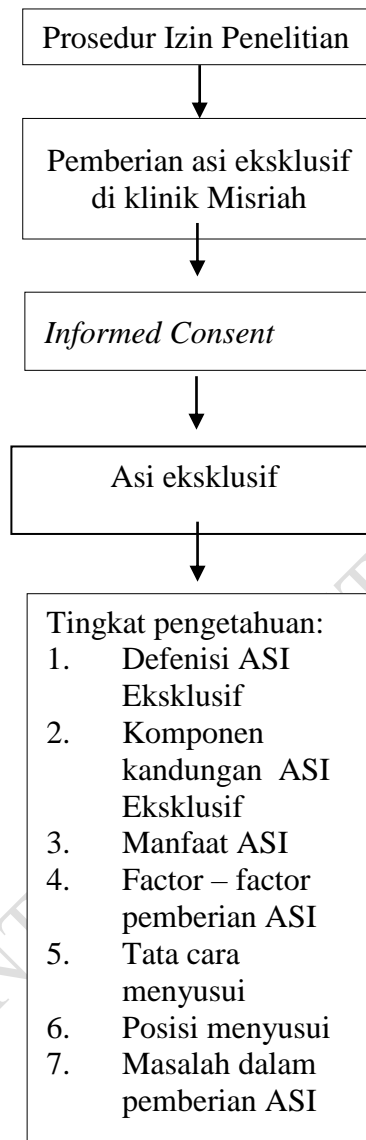 Prosedur Izin Penelitian
Pemberian asi eksklusif
di klinik Misriah
Informed Consent
Asi eksklusif
Tingkat pengetahuan:
1. Defenisi ASI
Eksklusif
2. Komponen
kandungan ASI
Eksklusif
3. Manfaat ASI
4. Factor – factor
pemberian ASI
5. Tata cara
menyusui
6. Posisi menyusui
7. Masalah dalam
pemberian ASI